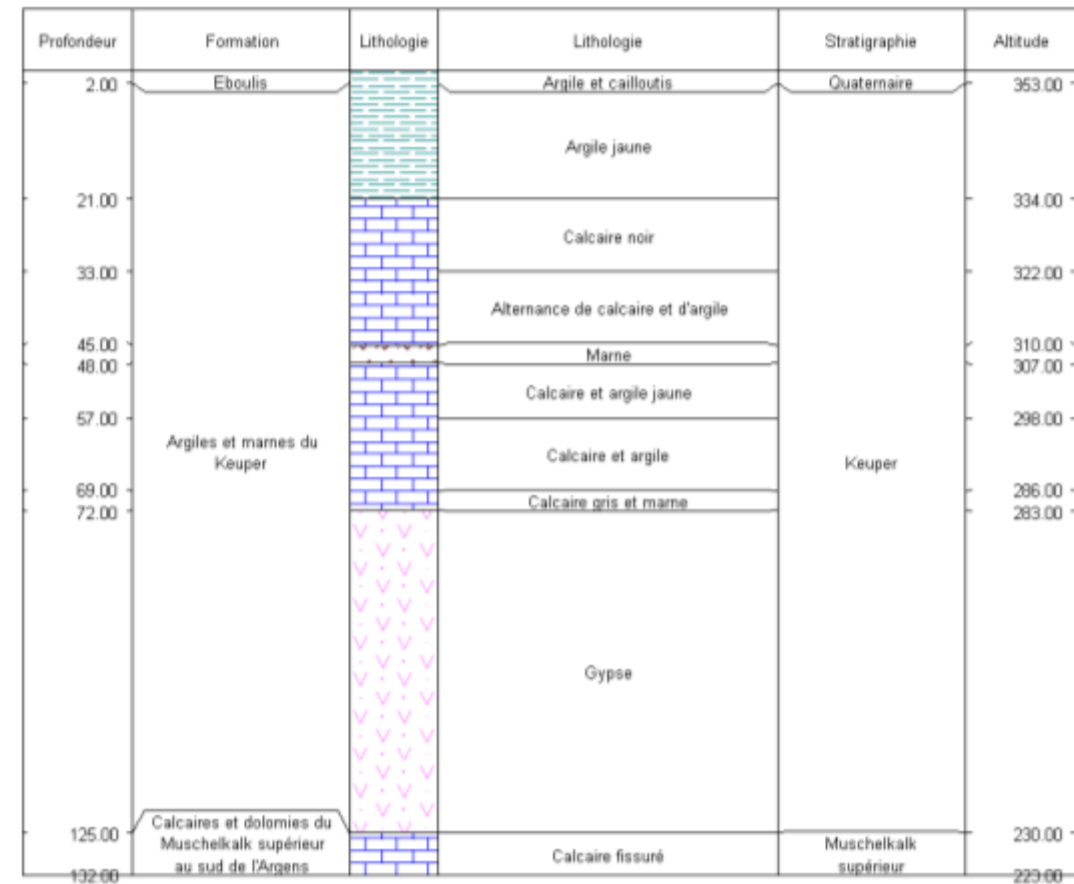 Profondeur Formation Lithologie Lithologie Stratigraphie Altitude
2.00 Eboulis Argile et cailloutis Quaternaire 353.00
Argile jaune
21.00 334.00
Calcaire noir
33.00 322.00
Alternance de calcaire et d'argile
45.00 310.00
Marne
48.00 307.00
Calcaire et argile jaune
57.00 298.00
Argiles et marnes du
Keuper
Calcaire et argile
Keuper
69.00 286.00
Calcaire gris et marne
72.00 283.00
Gypse
Calcaires et dolomies du
Muschelkalk supérieur
au sud de l'Argens
125.00 230.00
Calcaire fissuré
Muschelkalk
supérieur
132.00 223.00